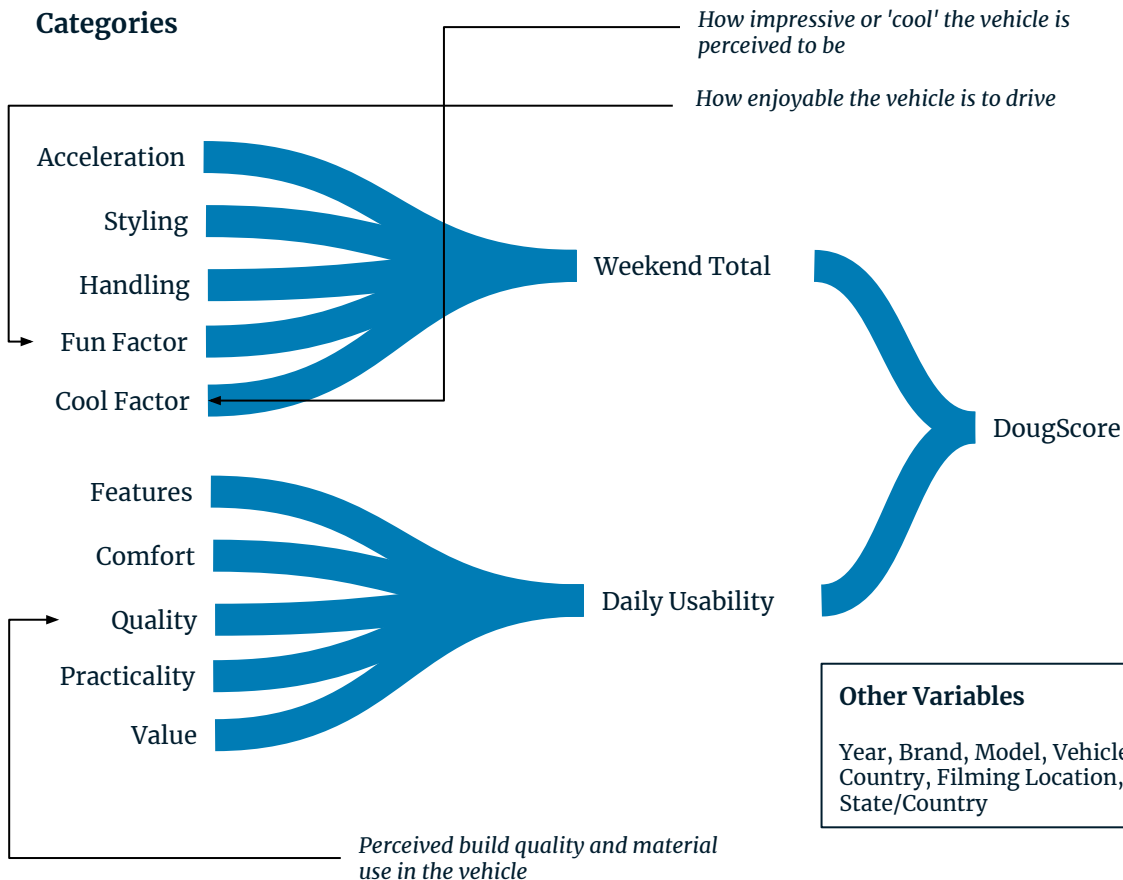 Categories
How impressive or 'cool' the vehicle is
perceived to be
How enjoyable the vehicle is to drive
Acceleration
Styling
Handling
Fun Factor
Cool Factor
Weekend Total
DougScore
Features
Comfort
Quality
Practicality
Value
Daily Usability
Other Variables
Year, Brand, Model, Vehicle
Country, Filming Location,
State/Country
Perceived build quality and material
use in the vehicle